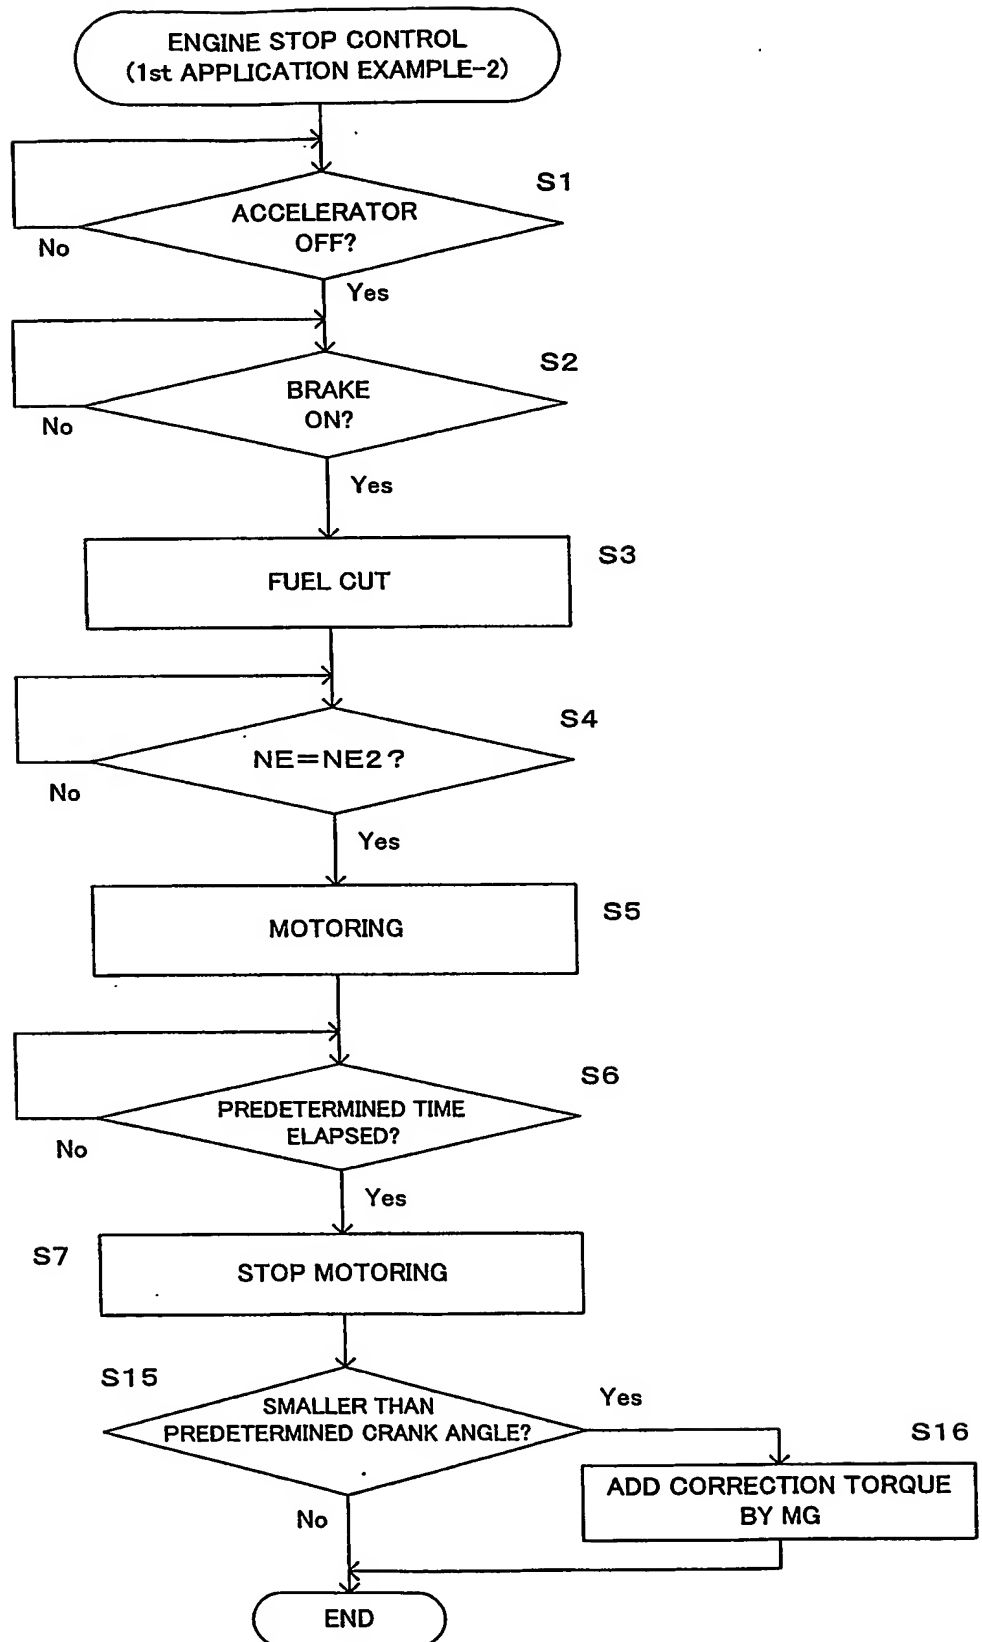 ENGINE STOP CONTROL
(1st APPLICATION EXAMPLE-2)
S1
ACCELERATOR
OFF?
No
Yes
S2
BRAKE
ON?
No
Yes
S3
FUEL CUT
S4
NE=NE2?
No
Yes
S5
MOTORING
S6
PREDETERMINED TIME
ELAPSED?
No
Yes
S7
STOP MOTORING
S15
SMALLER THAN
PREDETERMINED CRANK ANGLE?
Yes
S16
ADD CORRECTION TORQUE
BY MG
No
END